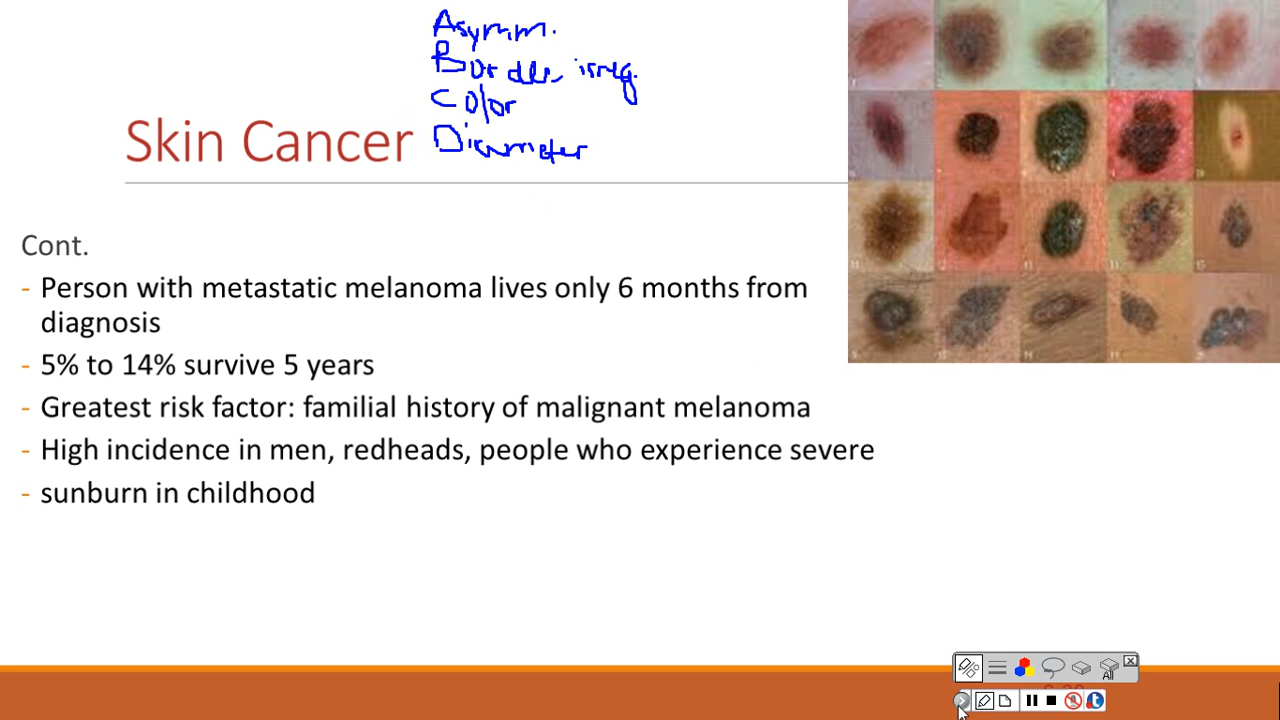 Asymm.
Border irreg.
Color
Diameter
Skin Cancer
Cont.
- Person with metastatic melanoma lives only 6 months from
diagnosis
- 5% to 14% survive 5 years
- Greatest risk factor: familial history of malignant melanoma
- High incidence in men, redheads, people who experience severe
- sunburn in childhood
All